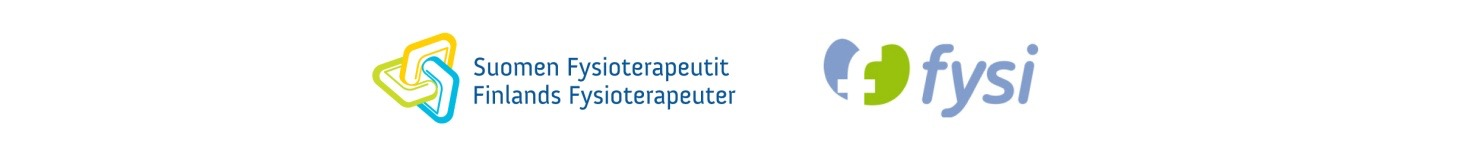 Suomen Fysioterapeutit
Finlands Fysioterapeuter
f fysi